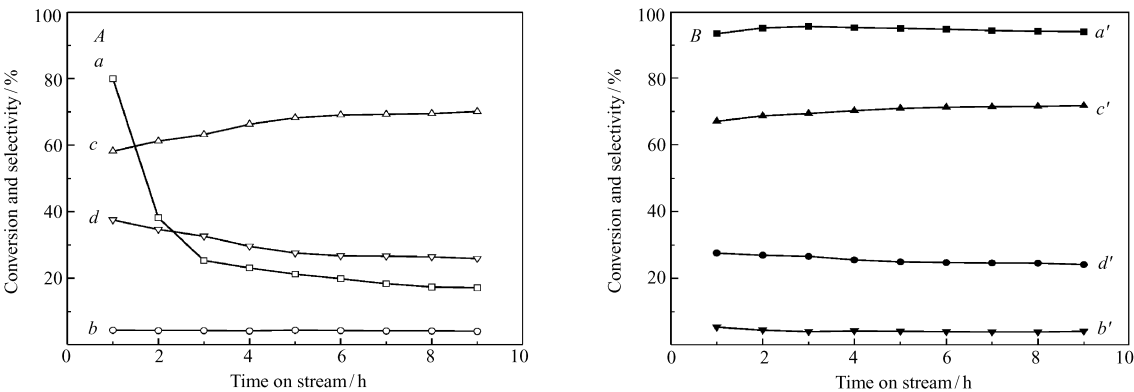 100
80
60
40
20
0
2
4
6
8
10
Conversion and selectivity / %
Time on stream / h
A
a
c
d
b
100
80
60
40
20
0
2
4
6
8
10
Conversion and selectivity / %
Time on stream / h
B
a′
c′
d′
b′